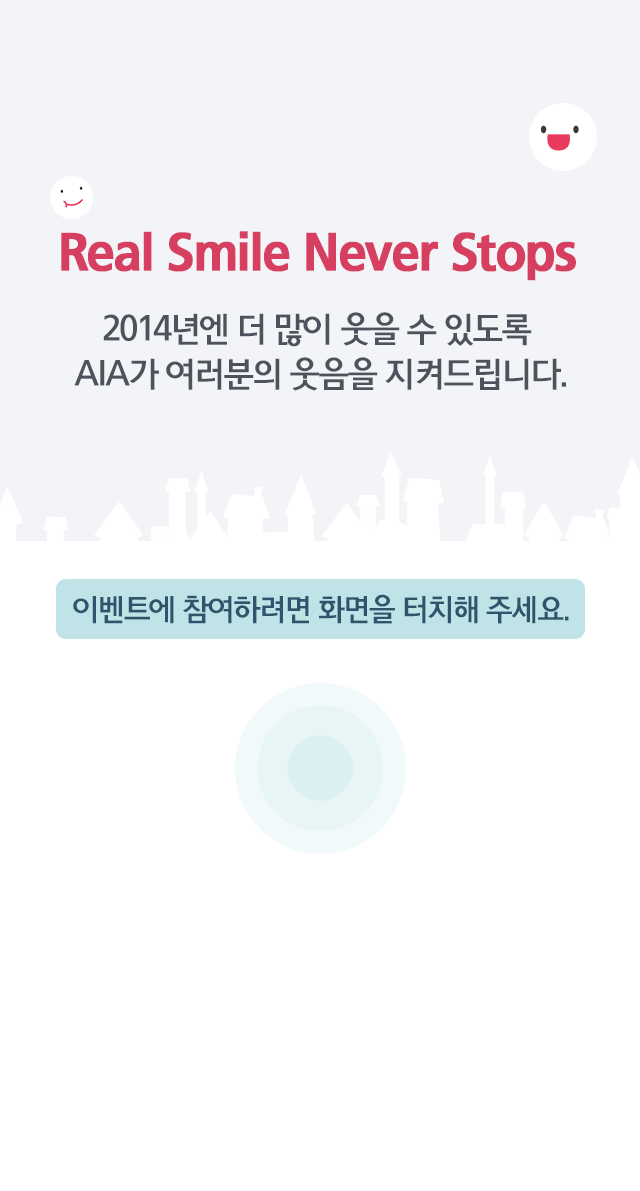 Real Smile Never Stops
2014년엔 더 많이 웃을 수 있도록
AIA가 여러분의 웃음을 지켜드립니다.
이벤트에 참여하려면 화면을 터치해 주세요.